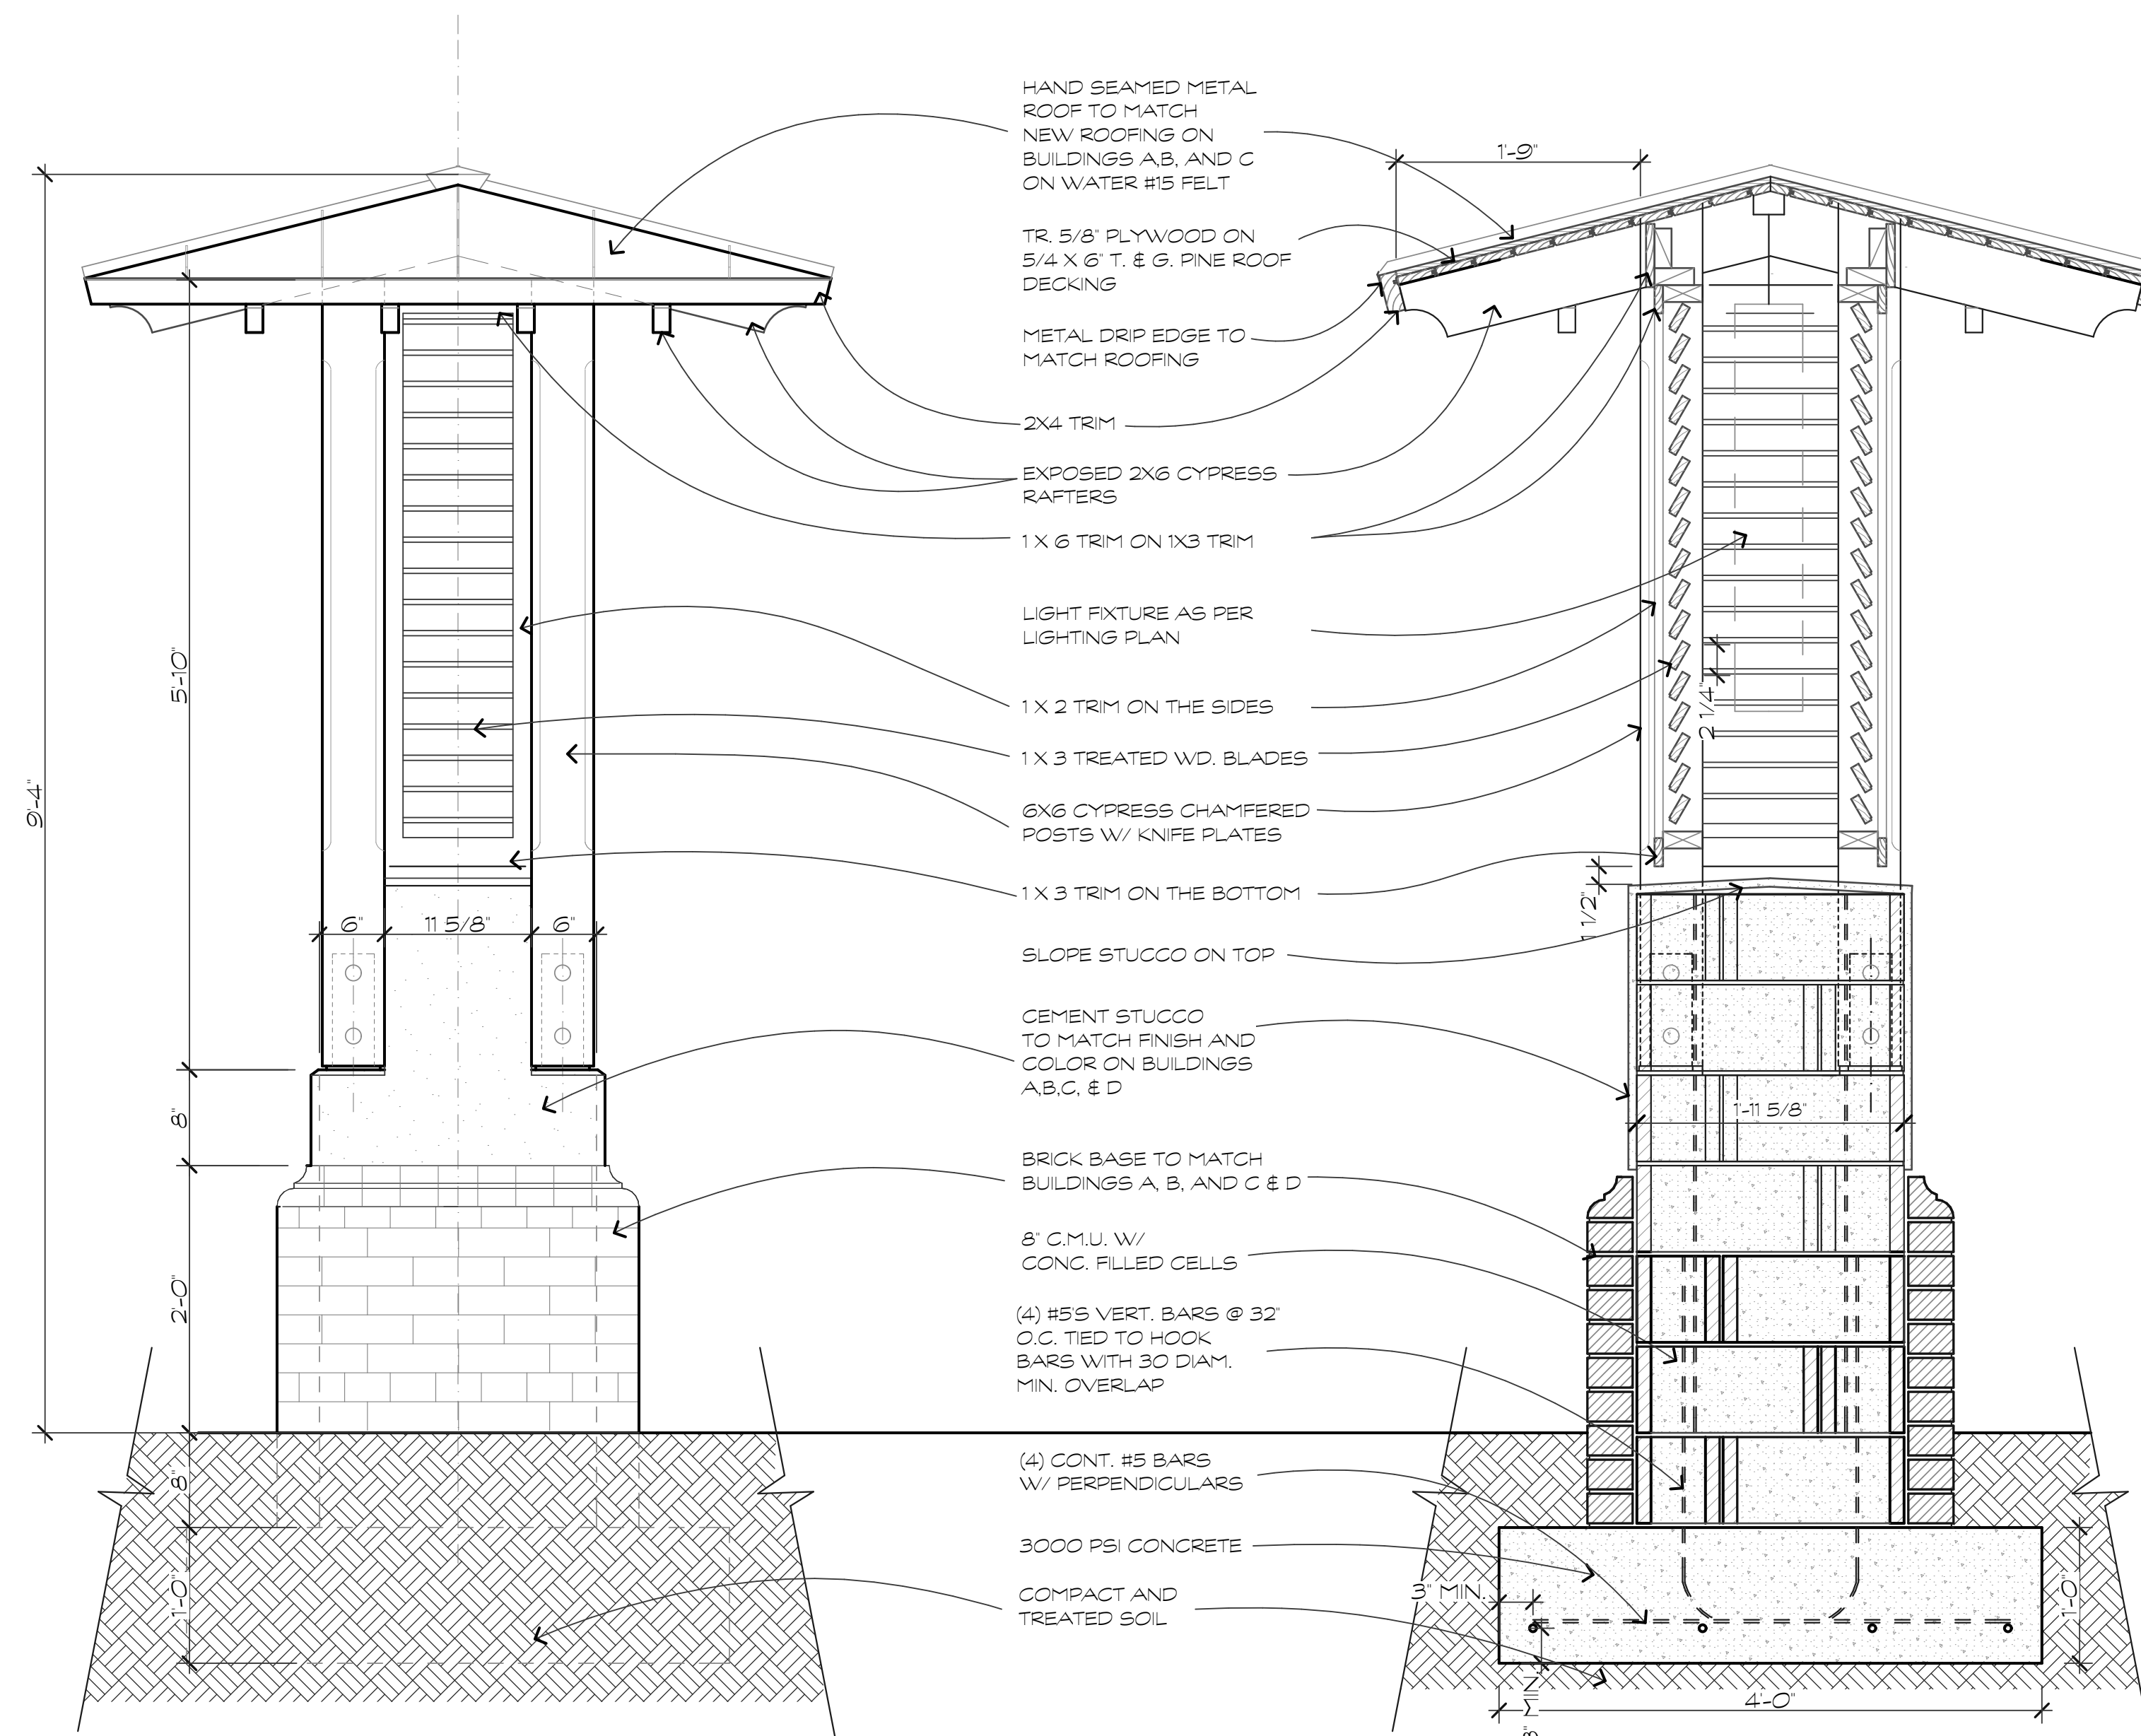 HAND SEAMED METAL
ROOF TO MATCH
NEW ROOFING ON
BUILDINGS A,B, AND C
ON WATER #15 FELT
TR. 5/8" PLYWOOD ON
5/4 X 6" T. & G. PINE ROOF
DECKING
METAL DRIP EDGE TO
MATCH ROOFING
2X4 TRIM
EXPOSED 2X6 CYPRESS
RAFTERS
1 X 6 TRIM ON 1X3 TRIM
LIGHT FIXTURE AS PER
LIGHTING PLAN
1 X 2 TRIM ON THE SIDES
1 X 3 TREATED WD. BLADES
6X6 CYPRESS CHAMFERED
POSTS W/ KNIFE PLATES
1 X 3 TRIM ON THE BOTTOM
SLOPE STUCCO ON TOP
CEMENT STUCCO
TO MATCH FINISH AND
COLOR ON BUILDINGS
A,B,C, & D
BRICK BASE TO MATCH
BUILDINGS A, B, AND C & D
8" C.M.U. W/
CONC. FILLED CELLS
(4) #5'S VERT. BARS @ 32"
O.C. TIED TO HOOK
BARS WITH 30 DIAM.
MIN. OVERLAP
(4) CONT. #5 BARS
W/ PERPENDICULARS
3000 PSI CONCRETE
COMPACT AND
TREATED SOIL
9'-4"
5'-10"
8"
2'-0"
8"
1'-0"
6"
11 5/8"
6"
1'-9"
2 1/4"
1 1/2"
1'-11 5/8"
3" MIN.
MIN.
4'-0"
1'-0"